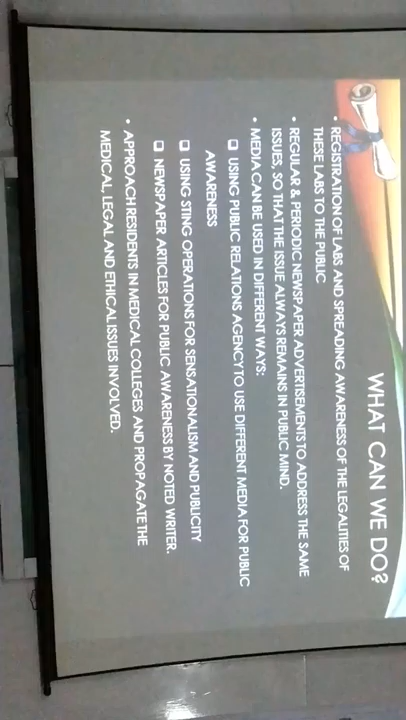 WHAT CAN WE DO?
• REGISTRATION OF LABS AND SPREADING AWARENESS OF THE LEGALITIES OF
THESE LABS TO THE PUBLIC
• REGULAR & PERIODIC NEWSPAPER ADVERTISEMENTS TO ADDRESS THE SAME
ISSUES, SO THAT THE ISSUE ALWAYS REMAINS IN PUBLIC MIND.
• MEDIA CAN BE USED IN DIFFERENT WAYS:
❑ USING PUBLIC RELATIONS AGENCY TO USE DIFFERENT MEDIA FOR PUBLIC
AWARENESS
❑ USING STING OPERATIONS FOR SENSATIONALISM AND PUBLICITY
❑ NEWSPAPER ARTICLES FOR PUBLIC AWARENESS BY NOTED WRITER.
• APPROACH RESIDENTS IN MEDICAL COLLEGES AND PROPAGATE THE
MEDICAL, LEGAL AND ETHICAL ISSUES INVOLVED.